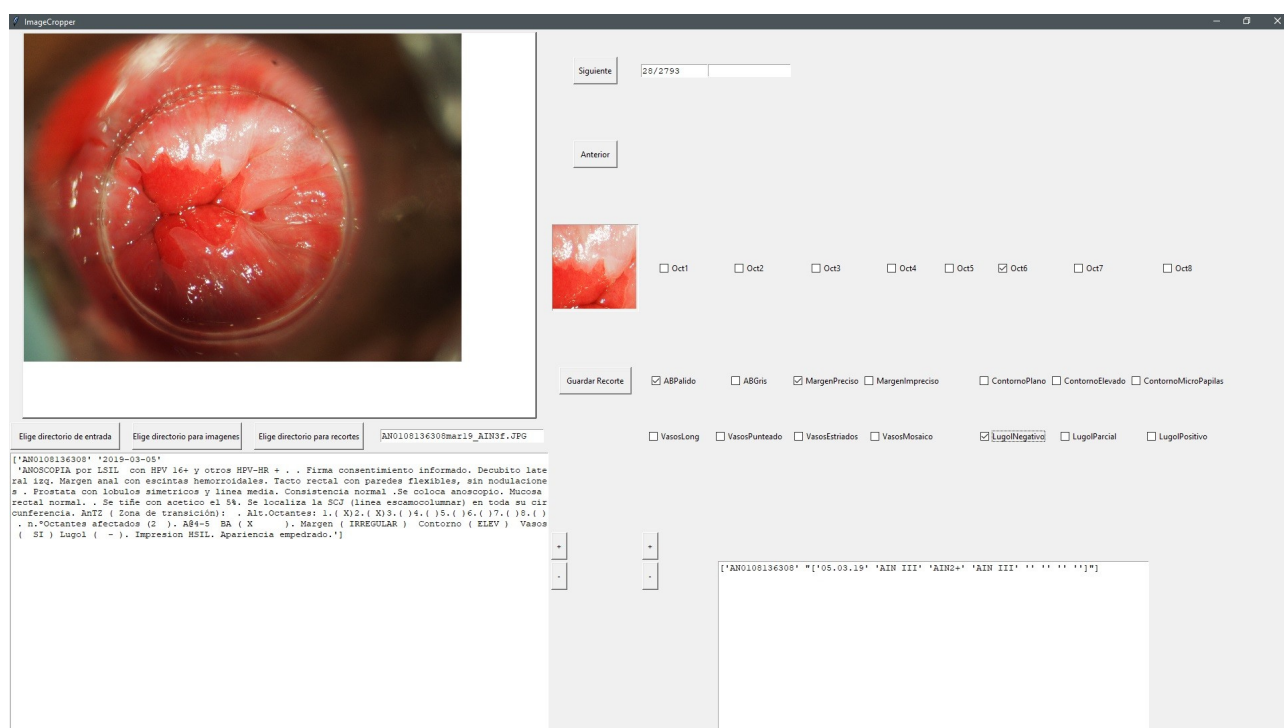 ImageCropper
Siguiente
28/2793
Anterior
Oct1 Oct2 Oct3 Oct4 Oct5 Oct6 Oct7 Oct8
Guardar Recorte
ABPalido ABGris MargenPreciso MargenImpreciso ContornoPlano ContornoElevado ContornoMicroPapilas
Elige directorio de entrada Elige directorio para imagenes Elige directorio para recortes AN0108136308mar19_AIN3f.JPG
VasosLong VasosPunteado VasosEstriados VasosMosaico LugolNegativo LugolParcial LugolPositivo
['AN0108136308' '2019-03-05'
'ANOSCOPIA por LSIL con HPV 16+ y otros HPV-HR + . . Firma consentimiento informado. Decubito late
ral izq. Margen anal con escintas hemorroidales. Tacto rectal con paredes flexibles, sin nodulacione
s . Prostata con lobulos simetricos y linea media. Consistencia normal .Se coloca anoscopio. Mucosa
rectal normal. . Se tiñe con acetico el 5%. Se localiza la SCJ (linea escamocolumnar) en toda su cir
cunferencia. AnTZ ( Zona de transición): . Alt.Octantes: 1.( X)2.( X)3.( )4.( )5.( )6.( )7.( )8.( )
. n.ºOctantes afectados (2 ). A@4-5 BA ( X ). Margen ( IRREGULAR ) Contorno ( ELEV ) Vasos
( SI ) Lugol ( - ). Impresion HSIL. Apariencia empedrado.']
+ +
- -
['AN0108136308' "['05.03.19' 'AIN III' 'AIN2+' 'AIN III' '' '' '' '']"]